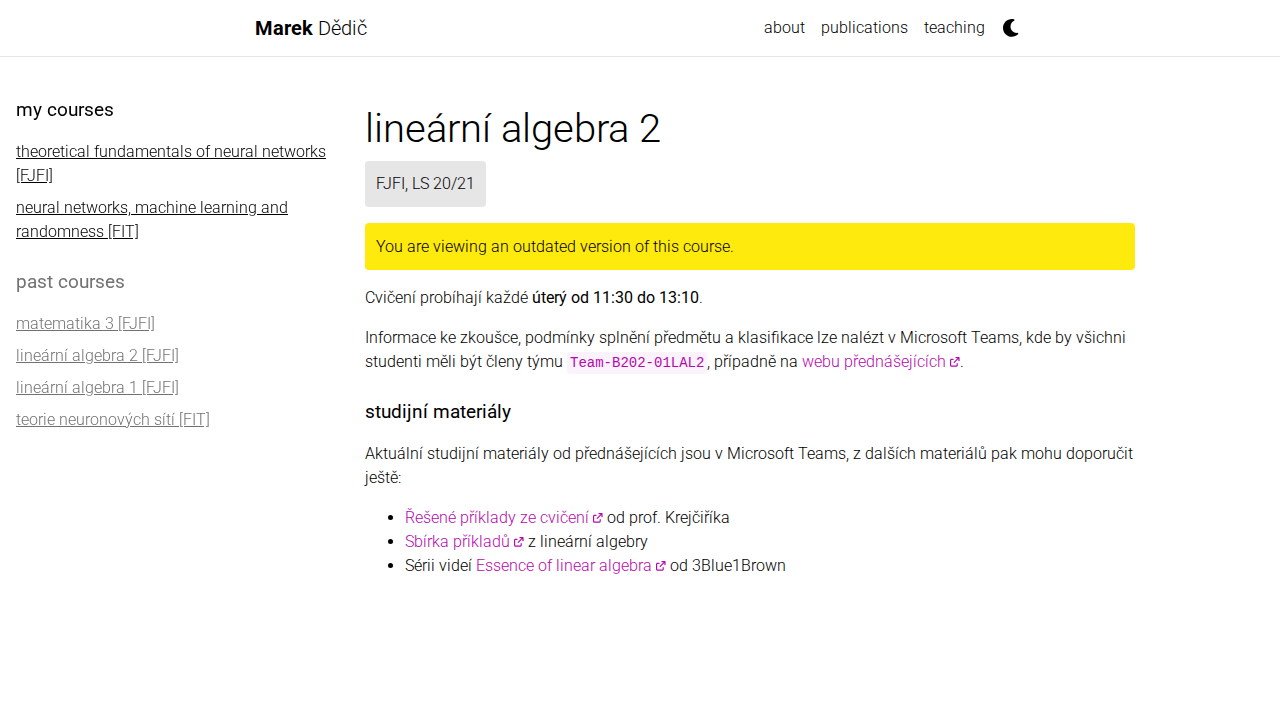 Marek Dědič
about
publications
teaching
my courses
theoretical fundamentals of neural networks
[FJFI]
neural networks, machine learning and
randomness [FIT]
past courses
matematika 3 [FJFI]
lineární algebra 2 [FJFI]
lineární algebra 1 [FJFI]
teorie neuronových sítí [FIT]
lineární algebra 2
FJFI, LS 20/21
You are viewing an outdated version of this course.
Cvičení probíhají každé úterý od 11:30 do 13:10.
Informace ke zkoušce, podmínky splnění předmětu a klasifikace lze nalézt v Microsoft Teams, kde by všichni
studenti měli být členy týmu Team-B202-01LAL2, případně na webu přednášejících.
studijní materiály
Aktuální studijní materiály od přednášejících jsou v Microsoft Teams, z dalších materiálů pak mohu doporučit
ještě:
Řešené příklady ze cvičení od prof. Krejčiříka
Sbírka příkladů z lineární algebry
Sérii videí Essence of linear algebra od 3Blue1Brown